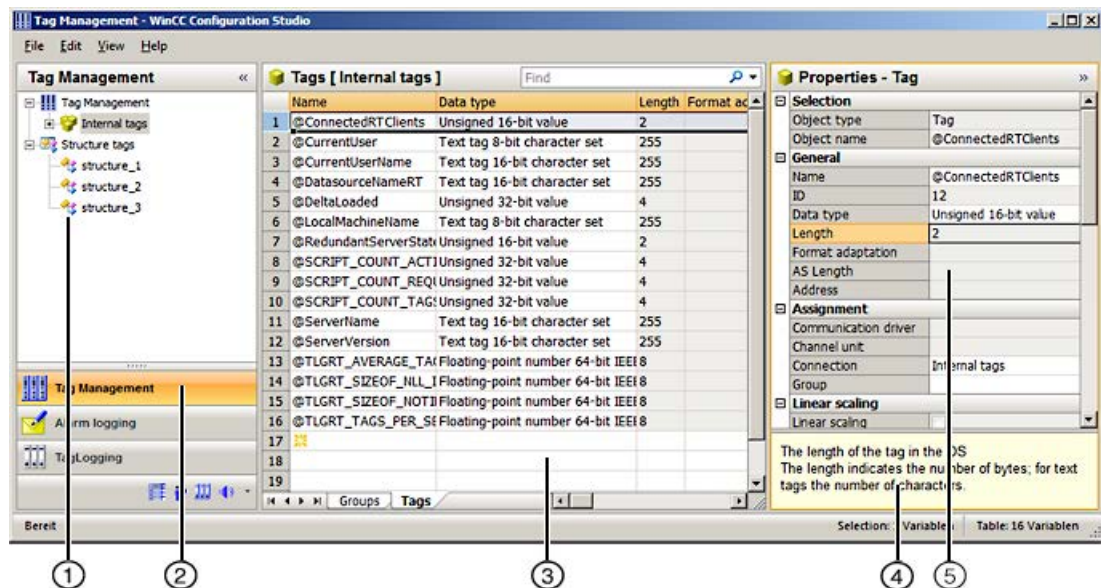 Tag Management - WinCC Configuration Studio
File Edit View Help
Tag Management «
Tag Management
Internal tags
Structure tags
structure_1
structure_2
structure_3
Tag Management
Alarm logging
TagLogging
Tags [ Internal tags ] Find
Name Data type Length Format ad
1 @ConnectedRTClients Unsigned 16-bit value 2
2 @CurrentUser Text tag 8-bit character set 255
3 @CurrentUserName Text tag 16-bit character set 255
4 @DatasourceNameRT Text tag 16-bit character set 255
5 @DeltaLoaded Unsigned 32-bit value 4
6 @LocalMachineName Text tag 8-bit character set 255
7 @RedundantServerStat Unsigned 16-bit value 2
8 @SCRIPT_COUNT_ACTI Unsigned 32-bit value 4
9 @SCRIPT_COUNT_REQU Unsigned 32-bit value 4
10 @SCRIPT_COUNT_TAGS Unsigned 32-bit value 4
11 @ServerName Text tag 16-bit character set 255
12 @ServerVersion Text tag 16-bit character set 255
13 @TLGRT_AVERAGE_TAG Floating-point number 64-bit IEEE 8
14 @TLGRT_SIZEOF_NLL_I Floating-point number 64-bit IEEE 8
15 @TLGRT_SIZEOF_NOTI Floating-point number 64-bit IEEE 8
16 @TLGRT_TAGS_PER_SE Floating-point number 64-bit IEEE 8
17
18
19
Groups Tags
Properties - Tag »
Selection
Object type Tag
Object name @ConnectedRTClients
General
Name @ConnectedRTClients
ID 12
Data type Unsigned 16-bit value
Length 2
Format adaptation
AS Length
Address
Assignment
Communication driver
Channel unit
Connection Internal tags
Group
Linear scaling
Linear scaling
The length of the tag in the OS
The length indicates the number of bytes; for text
tags the number of characters.
Bereit Selection: Variablen Table: 16 Variablen
1 2 3 4 5